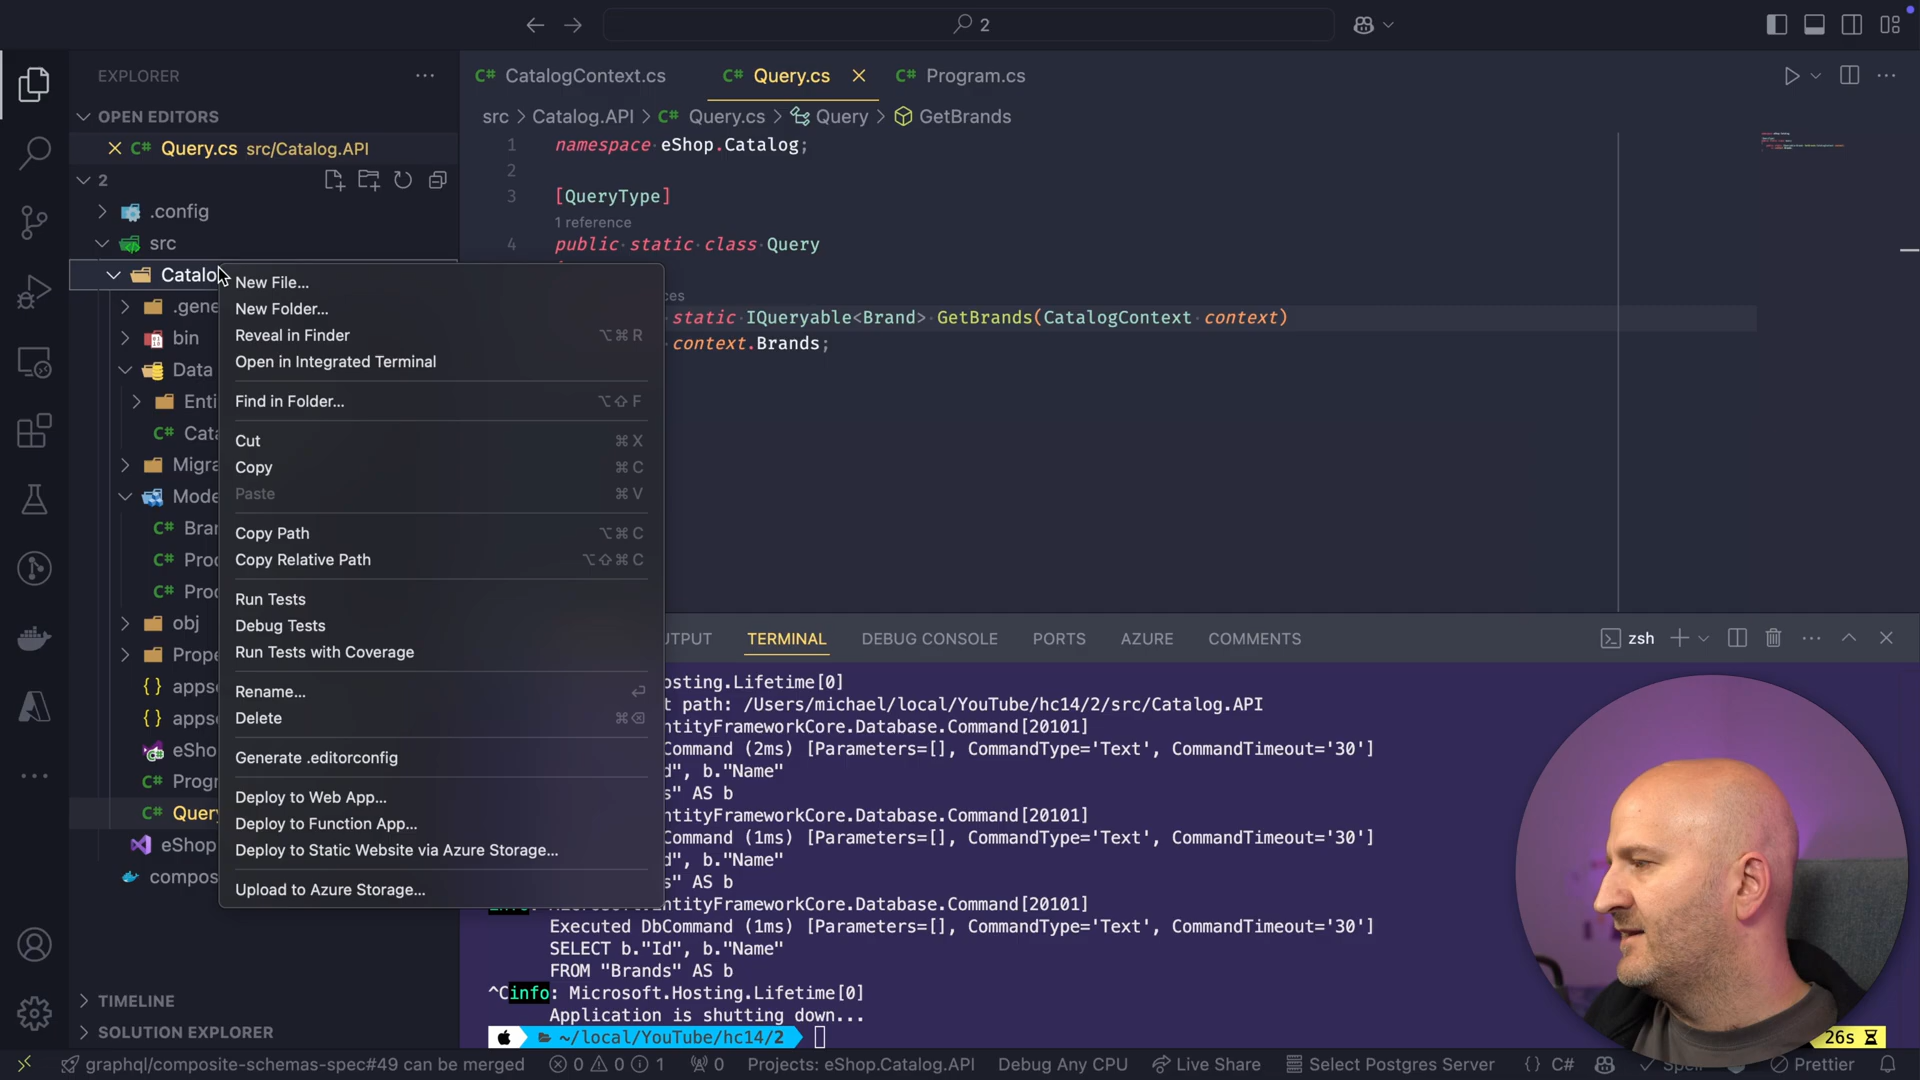 2
EXPLORER
OPEN EDITORS
C# Query.cs src/Catalog.API
2
.config
src
Catalo
.gene
bin
Data
Enti
C# Cata
Migra
Mode
C# Bran
C# Prod
C# Prod
obj
Prope
{} appse
{} appse
eShop
C# Progr
C# Query
eShop
compos
TIMELINE
SOLUTION EXPLORER
New File...
New Folder...
Reveal in Finder ⌥⌘R
Open in Integrated Terminal
Find in Folder... ⌥⇧F
Cut ⌘X
Copy ⌘C
Paste ⌘V
Copy Path ⌥⌘C
Copy Relative Path ⌥⇧⌘C
Run Tests
Debug Tests
Run Tests with Coverage
Rename... ⏎
Delete ⌘⌫
Generate .editorconfig
Deploy to Web App...
Deploy to Function App...
Deploy to Static Website via Azure Storage...
Upload to Azure Storage...
C# CatalogContext.cs C# Query.cs C# Program.cs
src > Catalog.API > C# Query.cs > Query > GetBrands
1 namespace eShop.Catalog;
2
3 [QueryType]
1 reference
4 public static class Query
ces
static IQueryable<Brand> GetBrands(CatalogContext context)
context.Brands;
UTPUT TERMINAL DEBUG CONSOLE PORTS AZURE COMMENTS zsh
osting.Lifetime[0]
t path: /Users/michael/local/YouTube/hc14/2/src/Catalog.API
ntityFrameworkCore.Database.Command[20101]
Command (2ms) [Parameters=[], CommandType='Text', CommandTimeout='30']
d", b."Name"
s" AS b
ntityFrameworkCore.Database.Command[20101]
Command (1ms) [Parameters=[], CommandType='Text', CommandTimeout='30']
d", b."Name"
s" AS b
ntityFrameworkCore.Database.Command[20101]
Executed DbCommand (1ms) [Parameters=[], CommandType='Text', CommandTimeout='30']
SELECT b."Id", b."Name"
FROM "Brands" AS b
^Cinfo: Microsoft.Hosting.Lifetime[0]
Application is shutting down...
~/local/YouTube/hc14/2 26s
graphql/composite-schemas-spec#49 can be merged 0 0 1 0 Projects: eShop.Catalog.API Debug Any CPU Live Share Select Postgres Server {} C# Spell Prettier